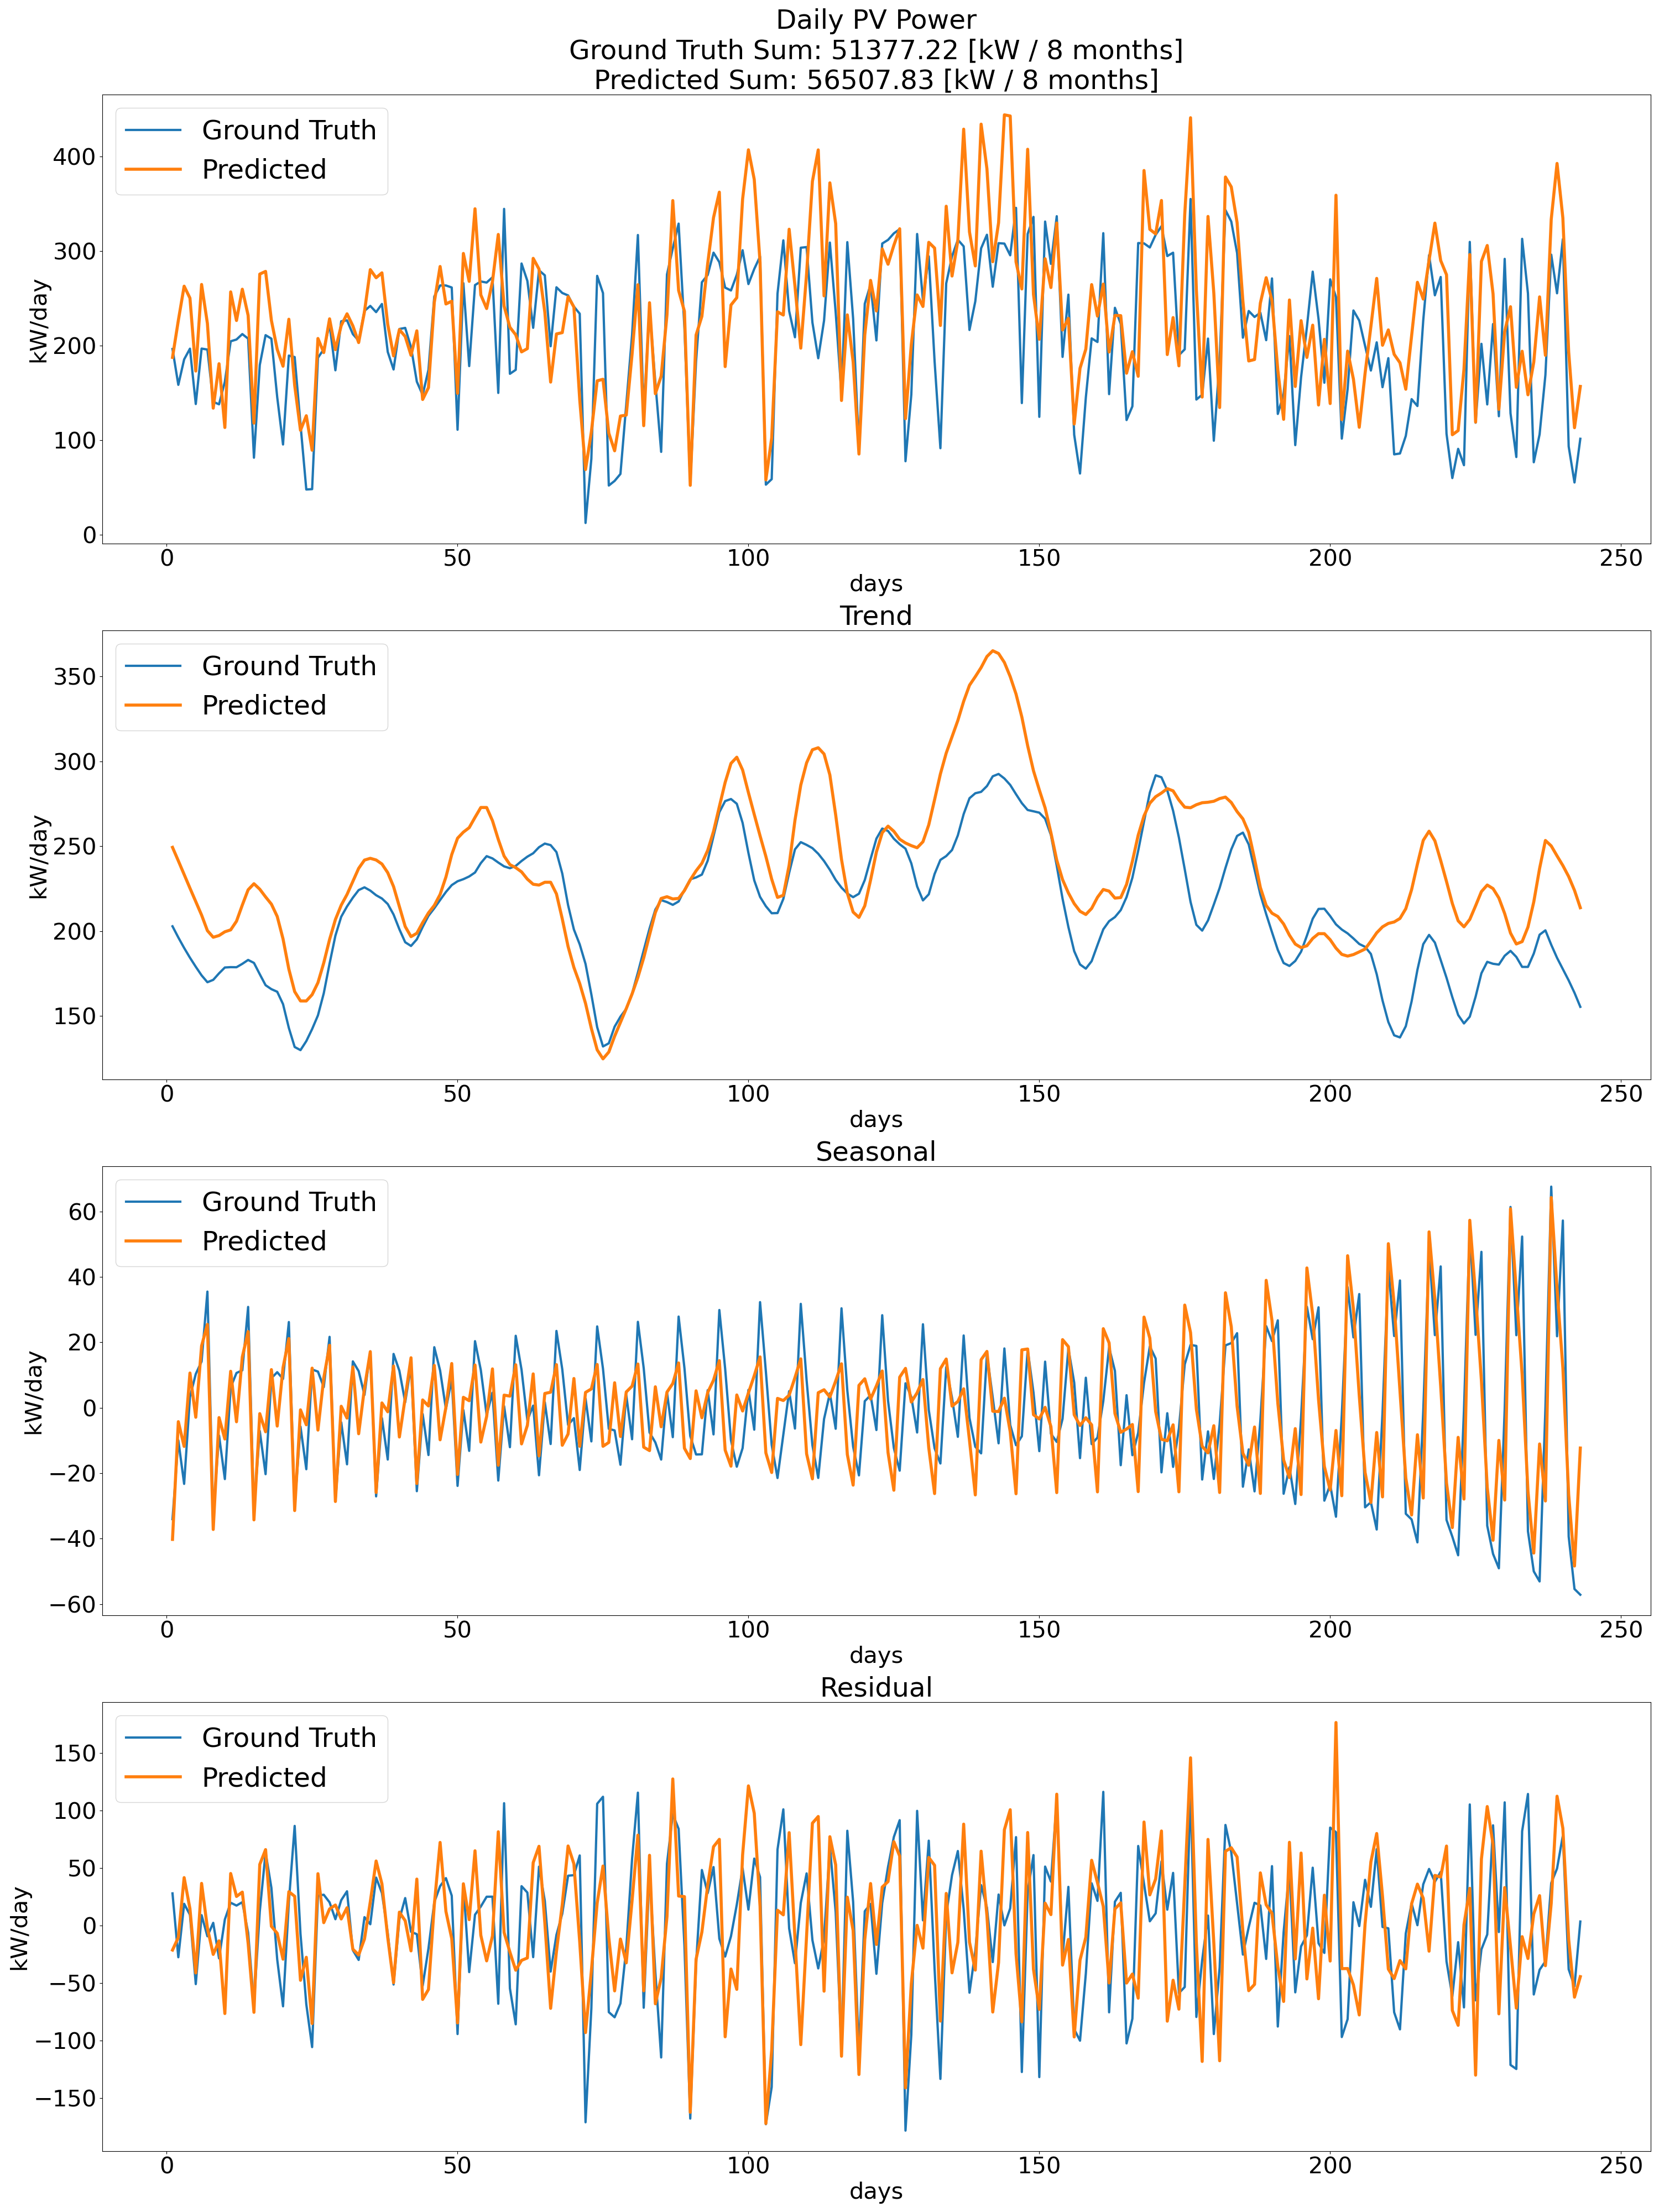 Daily PV Power
Ground Truth Sum: 51377.22 [kW / 8 months]
Predicted Sum: 56507.83 [kW / 8 months]
Ground Truth
Predicted
400
300
200
100
0
kW/day
0 50 100 150 200 250
days
Trend
Ground Truth
Predicted
350
300
250
200
150
kW/day
0 50 100 150 200 250
days
Seasonal
Ground Truth
Predicted
60
40
20
0
−20
−40
−60
kW/day
0 50 100 150 200 250
days
Residual
Ground Truth
Predicted
150
100
50
0
−50
−100
−150
kW/day
0 50 100 150 200 250
days